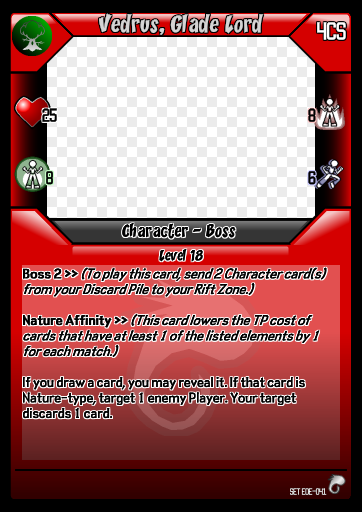 Vedrus, Glade Lord
4CS
25
8
8
6
Character - Boss
Level 18
Boss 2 >> (To play this card, send 2 Character card(s)
from your Discard Pile to your Rift Zone.)
Nature Affinity >> (This card lowers the TP cost of
cards that have at least 1 of the listed elements by 1
for each match.)
If you draw a card, you may reveal it. If that card is
Nature-type, target 1 enemy Player. Your target
discards 1 card.
SET EOE-041